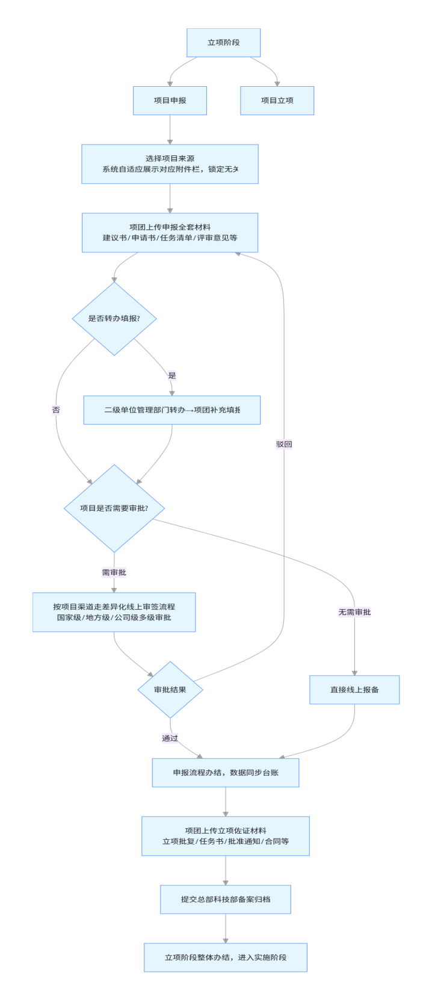 立项阶段
项目申报
项目立项
选择项目来源
系统自适应展示对应附件栏，锁定无关
项团上传申报全套材料
建议书/申请书/任务清单/评审意见等
是否转办填报?
是
否
二级单位管理部门转办→项团补充填报
驳回
项目是否需要审批?
需审批
无需审批
按项目渠道走差异化线上审签流程
国家级/地方级/公司级多级审批
审批结果
直接线上报备
通过
申报流程办结，数据同步台账
项团上传立项佐证材料
立项批复/任务书/批准通知/合同等
提交总部科技部备案归档
立项阶段整体办结，进入实施阶段